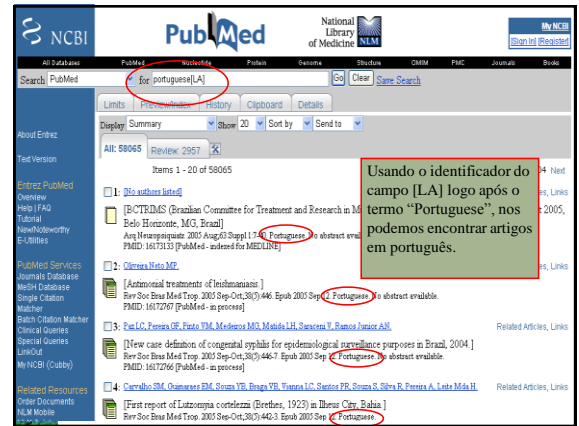 NCBI
PubMed
National
Library
of Medicine NLM
My NCBI
[Sign In] [Register]
All Databases PubMed Nucleotide Protein Genome Structure OMIM PMC Journals Books
Search PubMed for portuguese[LA] Go Clear Save Search
Limits Preview/Index History Clipboard Details
Display Summary Show 20 Sort by Send to
All: 58065 Review: 2957
Items 1 - 20 of 58065
Next
About Entrez
Text Version
Entrez PubMed
Overview
Help | FAQ
Tutorial
New/Noteworthy
E-Utilities
PubMed Services
Journals Database
MeSH Database
Single Citation
Matcher
Batch Citation Matcher
Clinical Queries
Special Queries
LinkOut
My NCBI (Cubby)
Related Resources
Order Documents
NLM Mobile
1: [No authors listed] Links
[BCTRIMS (Brazilian Committee for Treatment and Research in M
2005,
Belo Horizonte, MG, Brazil]
Arq Neuropsiquiatr. 2005 Aug;63 Suppl 1:7-40. Portuguese. No abstract avail
PMID: 16173133 [PubMed - indexed for MEDLINE]
2: Oliveira Neto MP. Links
[Antimonial treatments of leishmaniasis.]
Rev Soc Bras Med Trop. 2005 Sep-Oct;38(5):446. Epub 2005 Sep 12. Portuguese. No abstract available.
PMID: 16172767 [PubMed - in process]
3: Paz LC, Pereira GF, Pinto VM, Medeiros MG, Matida LH, Saraceni V, Ramos Junior AN. Related Articles, Links
[New case definition of congenital syphilis for epidemiological surveillance purposes in Brazil, 2004.]
Rev Soc Bras Med Trop. 2005 Sep-Oct;38(5):446-7. Epub 2005 Sep 12. Portuguese. No abstract available.
PMID: 16172766 [PubMed - in process]
4: Carvalho SM, Guimaraes EM, Souza YB, Braga VB, Vianna LC, Santos PR, Souza S, Silva R, Pereira A, Leite Mda H. Related Articles, Links
[First report of Lutzomyia cortelezzii (Brethes, 1923) in Ilheus City, Bahia.]
Rev Soc Bras Med Trop. 2005 Sep-Oct;38(5):442-3. Epub 2005 Sep 12. Portuguese.
Usando o identificador do
campo [LA] logo após o
termo “Portuguese”, nos
podemos encontrar artigos
em português.